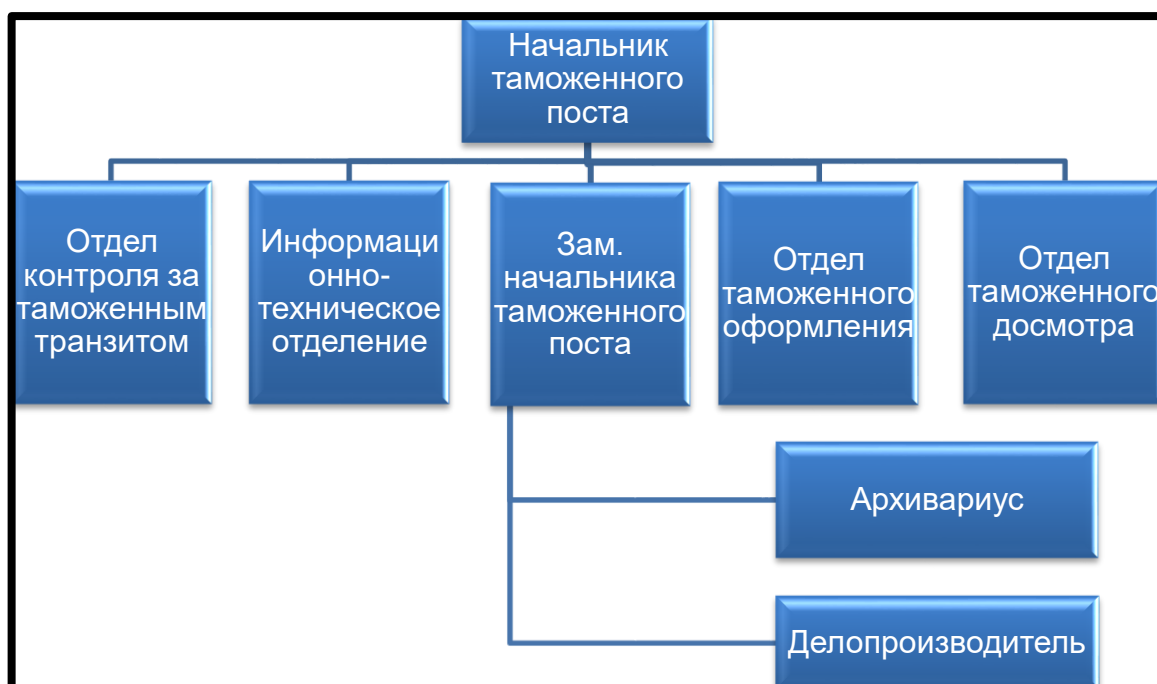 Начальник
таможенного
поста
Отдел
контроля за
таможенным
транзитом
Информаци
онно-
техническое
отделение
Зам.
начальника
таможенного
поста
Отдел
таможенного
оформления
Отдел
таможенного
досмотра
Архивариус
Делопроизводитель